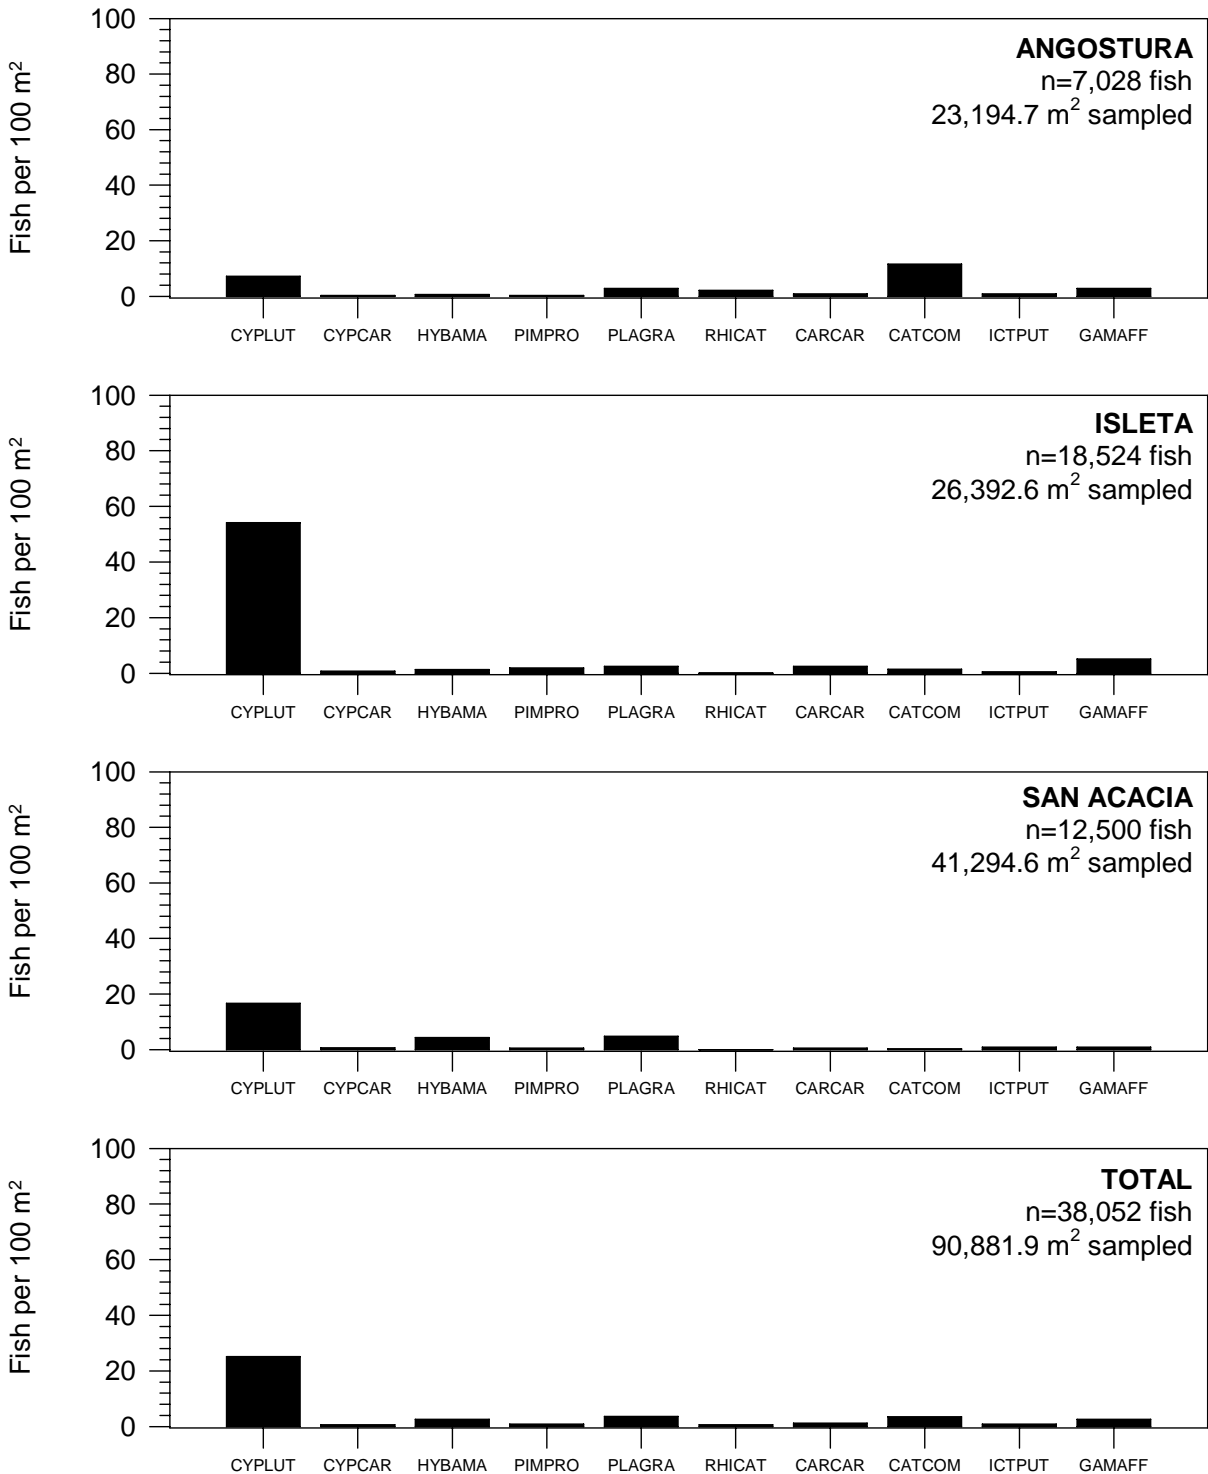 Fish per 100 m²
100
80
60
40
20
0
ANGOSTURA
n=7,028 fish
23,194.7 m² sampled
CYPLUT CYPCAR HYBAMA PIMPRO PLAGRA RHICAT CARCAR CATCOM ICTPUT GAMAFF
Fish per 100 m²
100
80
60
40
20
0
ISLETA
n=18,524 fish
26,392.6 m² sampled
CYPLUT CYPCAR HYBAMA PIMPRO PLAGRA RHICAT CARCAR CATCOM ICTPUT GAMAFF
Fish per 100 m²
100
80
60
40
20
0
SAN ACACIA
n=12,500 fish
41,294.6 m² sampled
CYPLUT CYPCAR HYBAMA PIMPRO PLAGRA RHICAT CARCAR CATCOM ICTPUT GAMAFF
Fish per 100 m²
100
80
60
40
20
0
TOTAL
n=38,052 fish
90,881.9 m² sampled
CYPLUT CYPCAR HYBAMA PIMPRO PLAGRA RHICAT CARCAR CATCOM ICTPUT GAMAFF